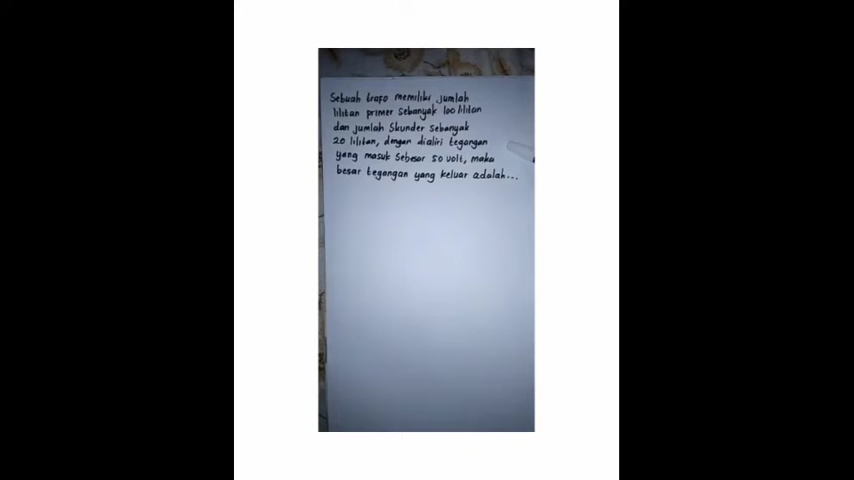 Sebuah trafo memiliki jumlah
lilitan primer sebanyak 100 lilitan
dan jumlah Skunder sebanyak
20 lilitan, dengan dialiri tegangan
yang masuk sebesar 50 volt, maka
besar tegangan yang keluar adalah...